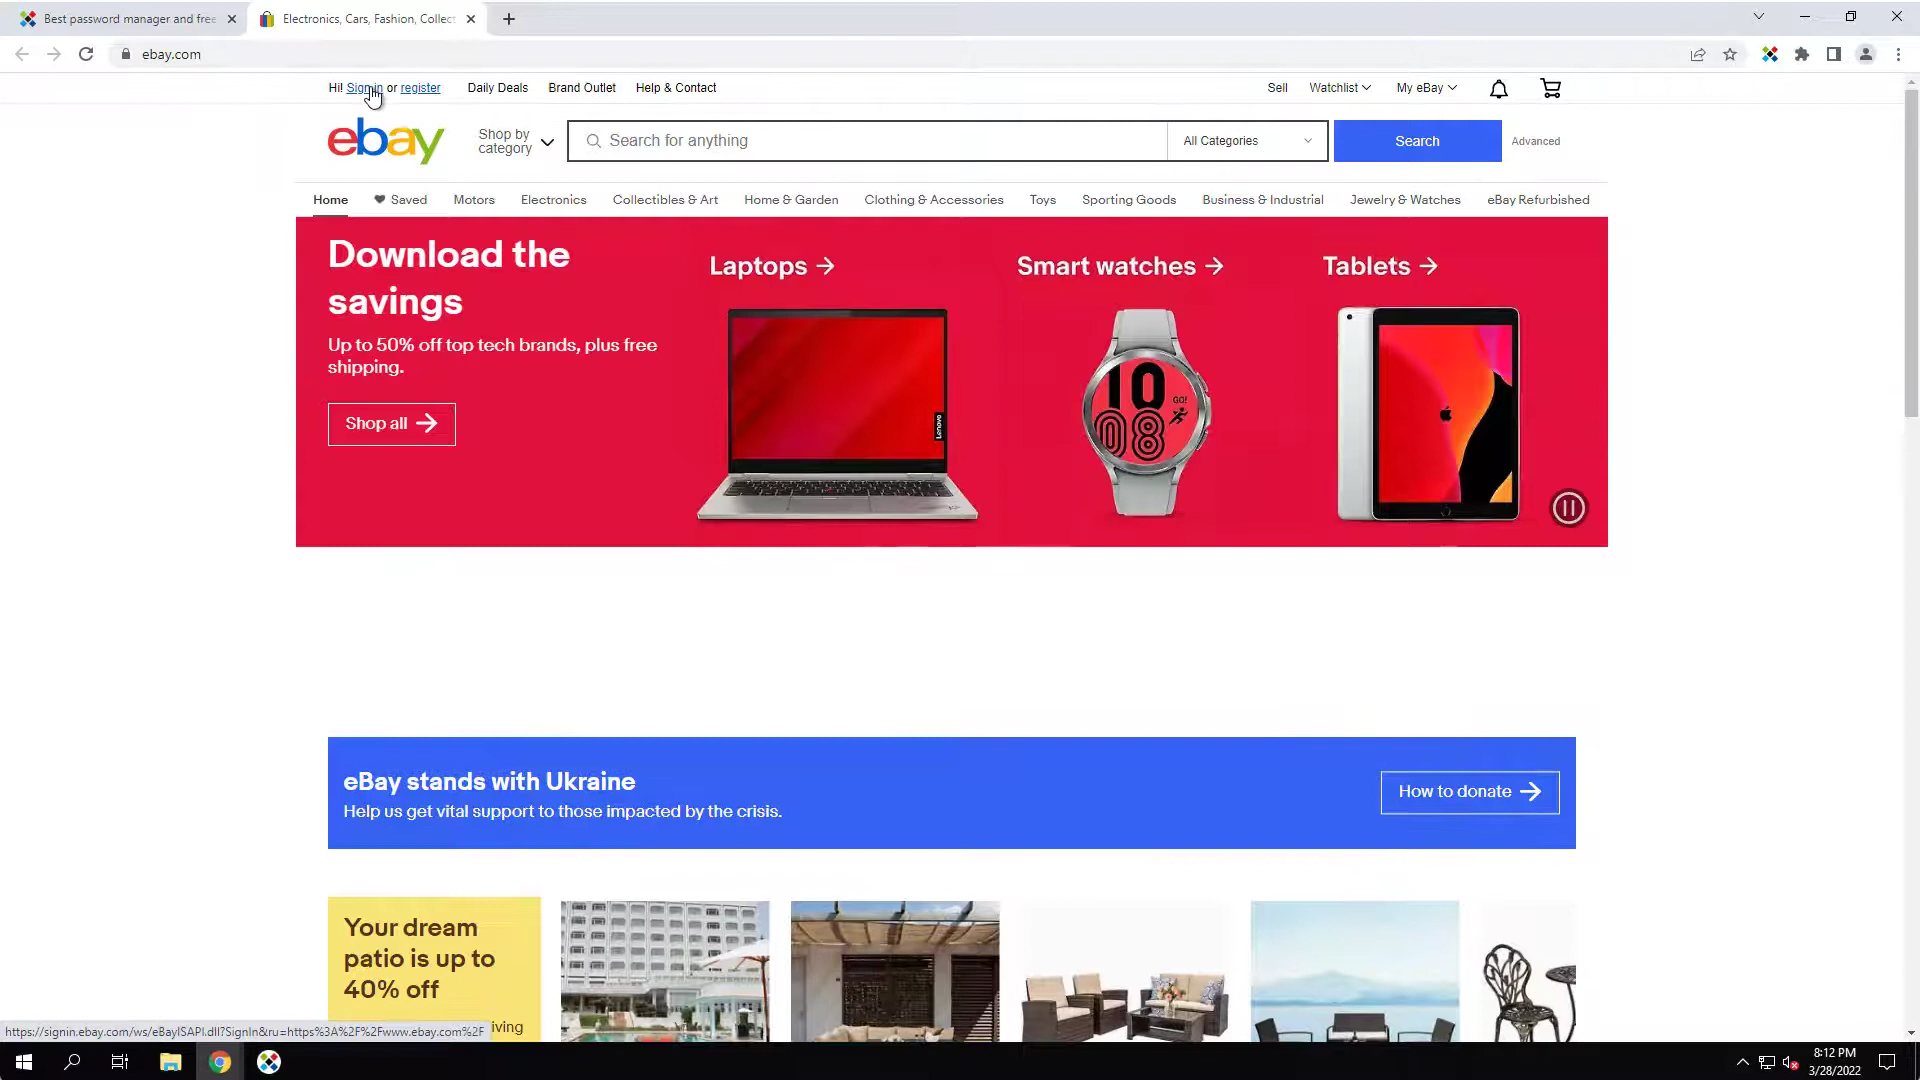 Best password manager and free
Electronics, Cars, Fashion, Collect
ebay.com
Hi! Sign in or register
Daily Deals
Brand Outlet
Help & Contact
Sell
Watchlist
My eBay
ebay
Shop by
category
Search for anything
All Categories
Search
Advanced
Home
Saved
Motors
Electronics
Collectibles & Art
Home & Garden
Clothing & Accessories
Toys
Sporting Goods
Business & Industrial
Jewelry & Watches
eBay Refurbished
Download the
savings
Up to 50% off top tech brands, plus free
shipping.
Shop all
Laptops
Smart watches
Tablets
Lenovo
10
08
GO!
eBay stands with Ukraine
Help us get vital support to those impacted by the crisis.
How to donate
Your dream
patio is up to
40% off
iving
https://signin.ebay.com/ws/eBayISAPI.dll?SignIn&ru=https%3A%2F%2Fwww.ebay.com%2F
8:12 PM
3/28/2022